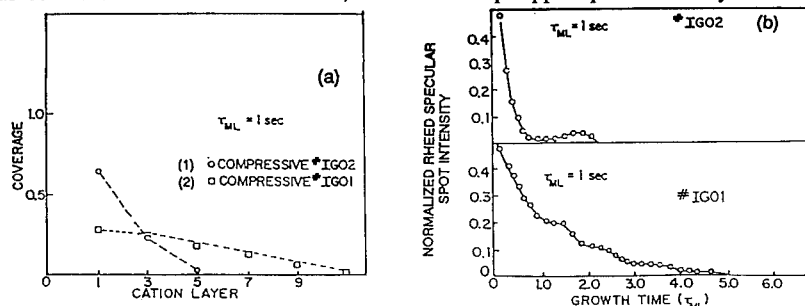 (a)
1.0
τML = 1 sec
(1) ○ COMPRESSIVE #IGO2
(2) □ COMPRESSIVE #IGO1
0.5
COVERAGE
0 1 3 5 7 9
CATION LAYER
(b)
τML = 1 sec #IGO2
0.4
0.3
0.2
0.1
τML = 1 sec #IGO1
0.4
0.3
0.2
0.1
0
NORMALIZED RHEED SPECULAR
SPOT INTENSITY
0 1.0 2.0 3.0 4.0 5.0 6.0
GROWTH TIME